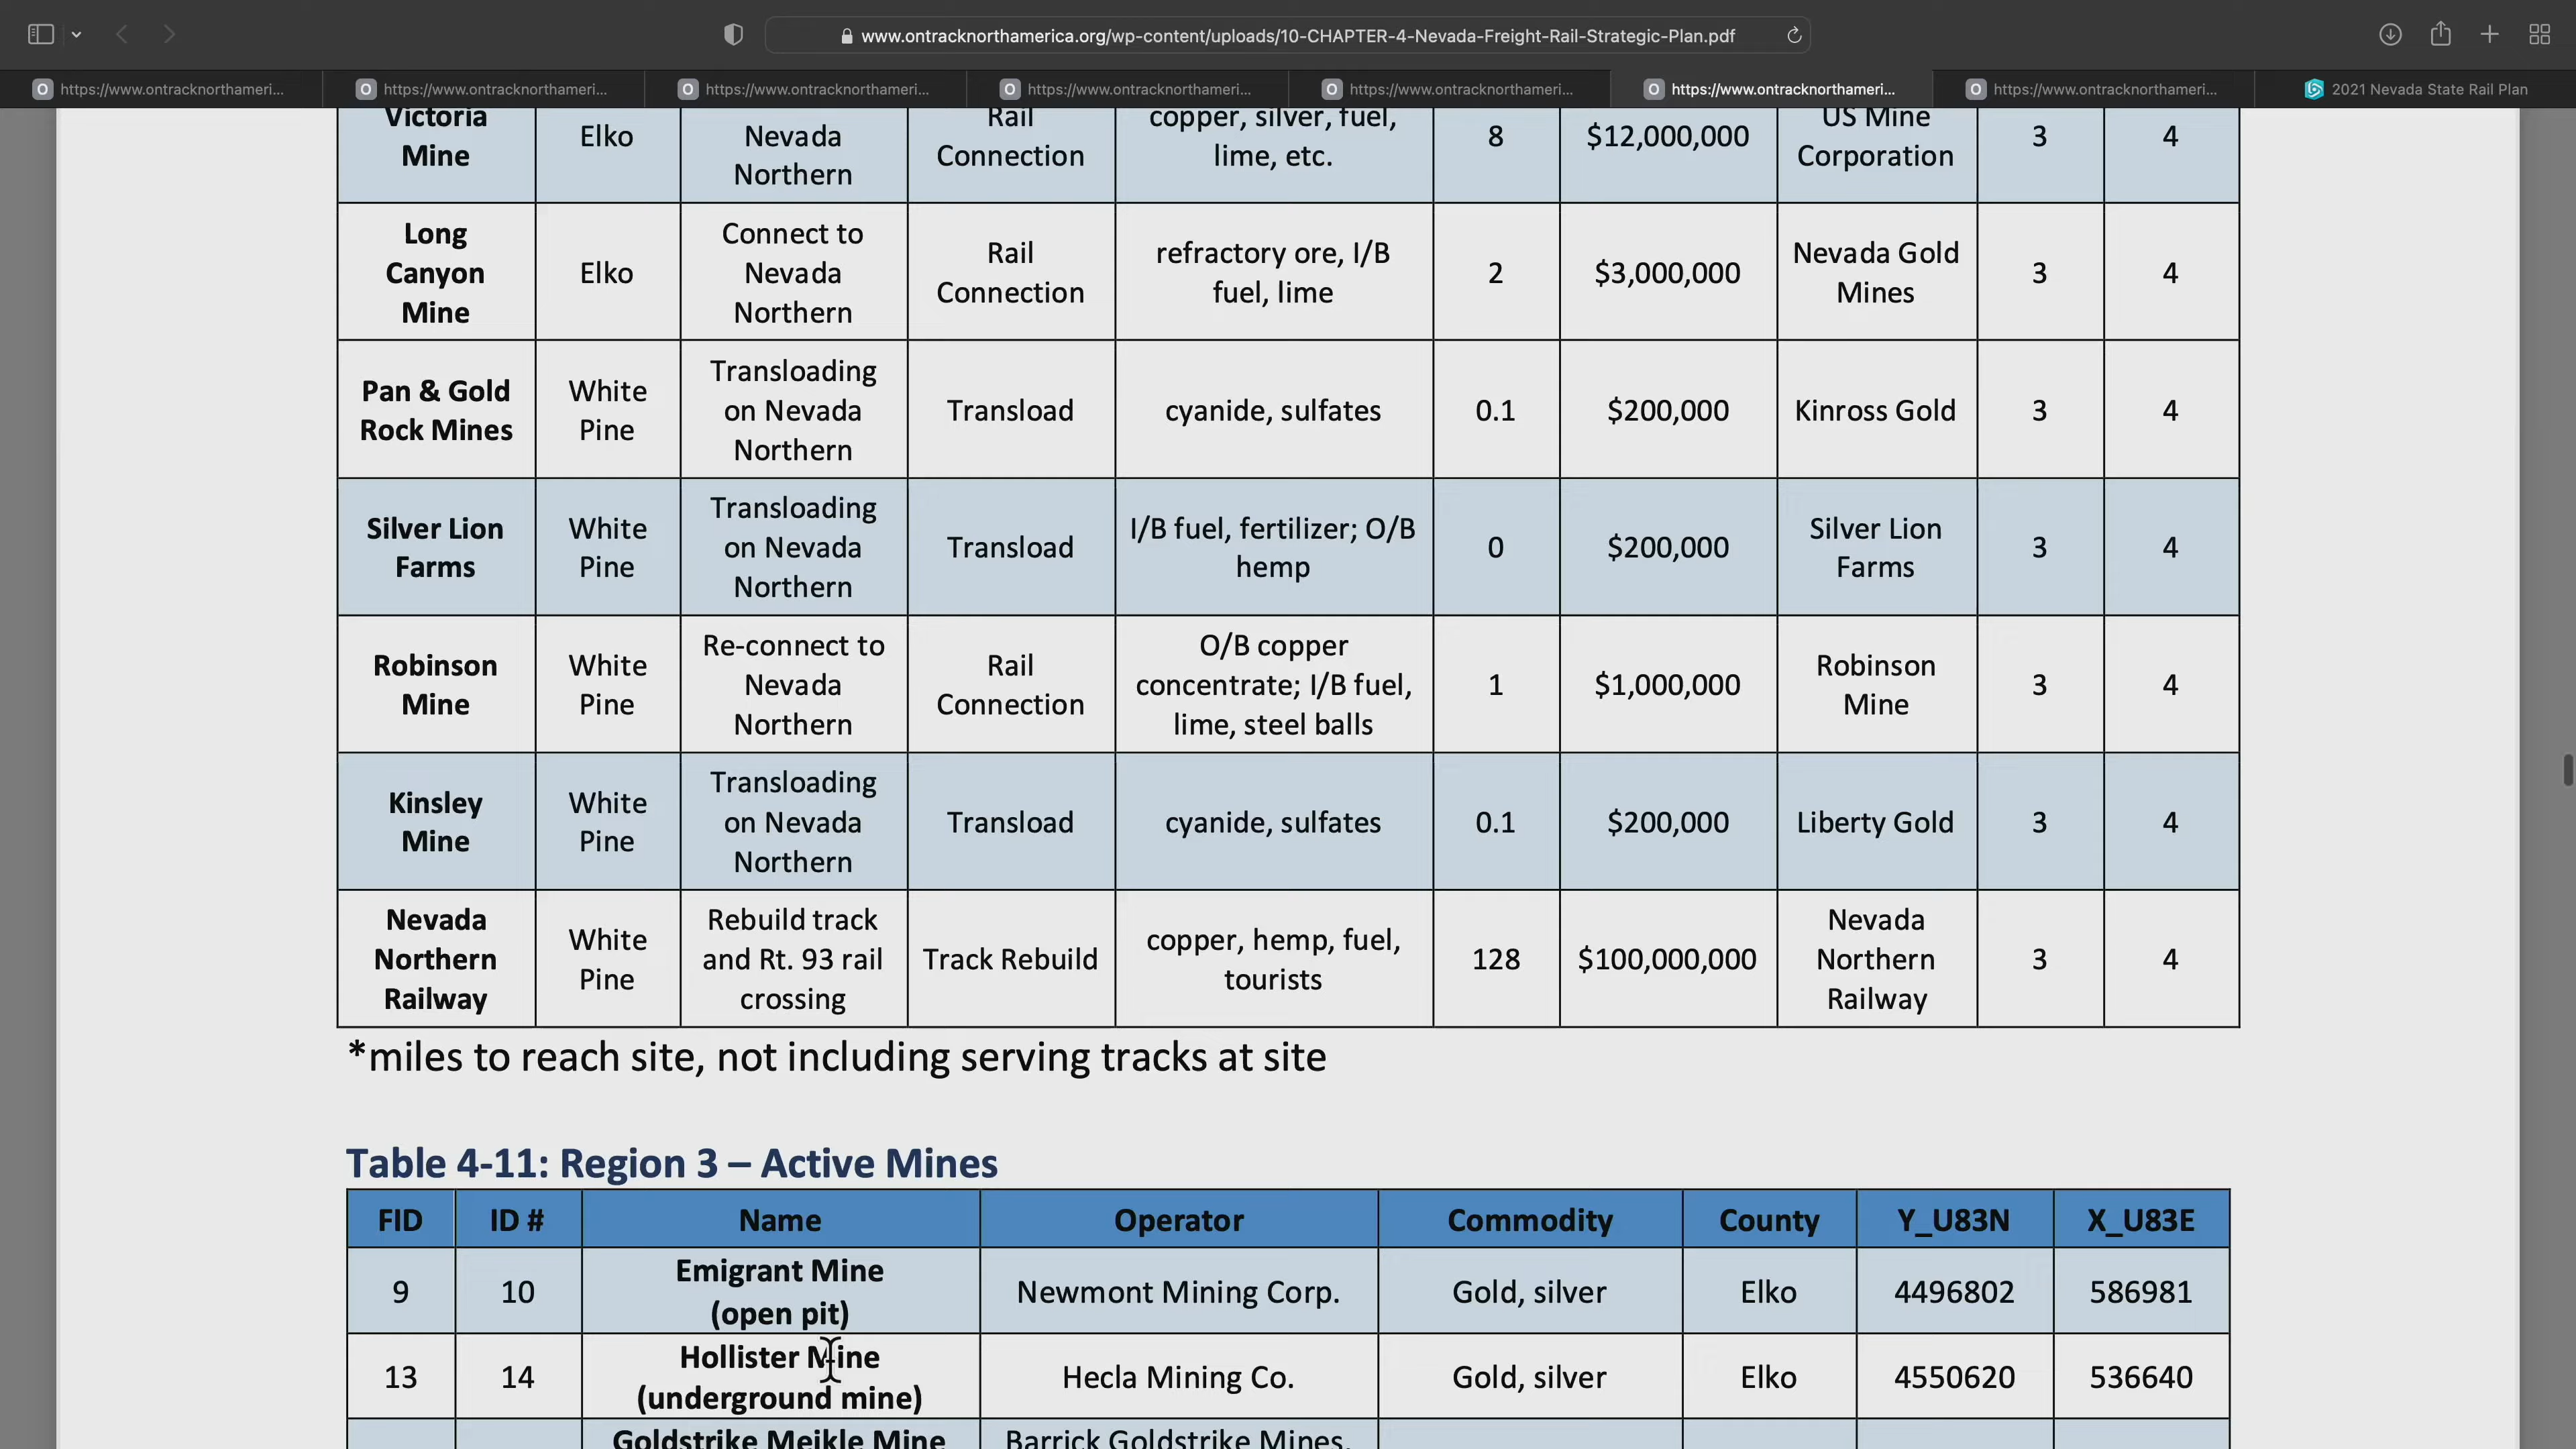 www.ontracknorthamerica.org/wp-content/uploads/10-CHAPTER-4-Nevada-Freight-Rail-Strategic-Plan.pdf
https://www.ontracknorthameri...
https://www.ontracknorthameri...
https://www.ontracknorthameri...
https://www.ontracknorthameri...
https://www.ontracknorthameri...
https://www.ontracknorthameri...
https://www.ontracknorthameri...
2021 Nevada State Rail Plan
Victoria
Mine
Elko
Nevada
Northern
Rail
Connection
copper, silver, fuel,
lime, etc.
8
$12,000,000
US Mine
Corporation
3
4
Long
Canyon
Mine
Elko
Connect to
Nevada
Northern
Rail
Connection
refractory ore, I/B
fuel, lime
2
$3,000,000
Nevada Gold
Mines
3
4
Pan & Gold
Rock Mines
White
Pine
Transloading
on Nevada
Northern
Transload
cyanide, sulfates
0.1
$200,000
Kinross Gold
3
4
Silver Lion
Farms
White
Pine
Transloading
on Nevada
Northern
Transload
I/B fuel, fertilizer; O/B
hemp
0
$200,000
Silver Lion
Farms
3
4
Robinson
Mine
White
Pine
Re-connect to
Nevada
Northern
Rail
Connection
O/B copper
concentrate; I/B fuel,
lime, steel balls
1
$1,000,000
Robinson
Mine
3
4
Kinsley
Mine
White
Pine
Transloading
on Nevada
Northern
Transload
cyanide, sulfates
0.1
$200,000
Liberty Gold
3
4
Nevada
Northern
Railway
White
Pine
Rebuild track
and Rt. 93 rail
crossing
Track Rebuild
copper, hemp, fuel,
tourists
128
$100,000,000
Nevada
Northern
Railway
3
4
*miles to reach site, not including serving tracks at site
Table 4-11: Region 3 – Active Mines
FID
ID #
Name
Operator
Commodity
County
Y_U83N
X_U83E
9
10
Emigrant Mine
(open pit)
Newmont Mining Corp.
Gold, silver
Elko
4496802
586981
13
14
Hollister Mine
(underground mine)
Hecla Mining Co.
Gold, silver
Elko
4550620
536640
Goldstrike Meikle Mine
Barrick Goldstrike Mines,